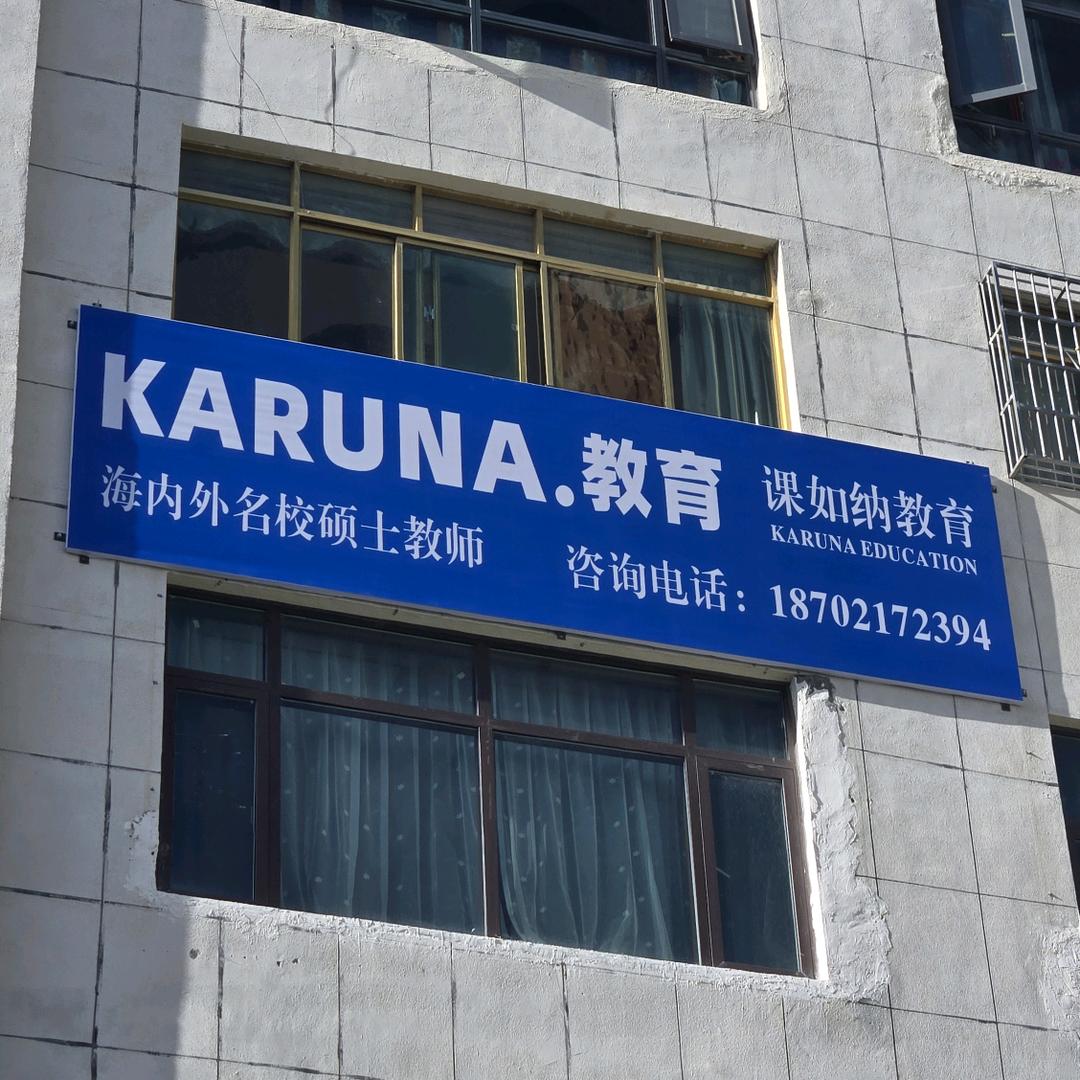 KARUNA.教育
海内外名校硕士教师
课如纳教育
KARUNA EDUCATION
咨询电话：18702172394